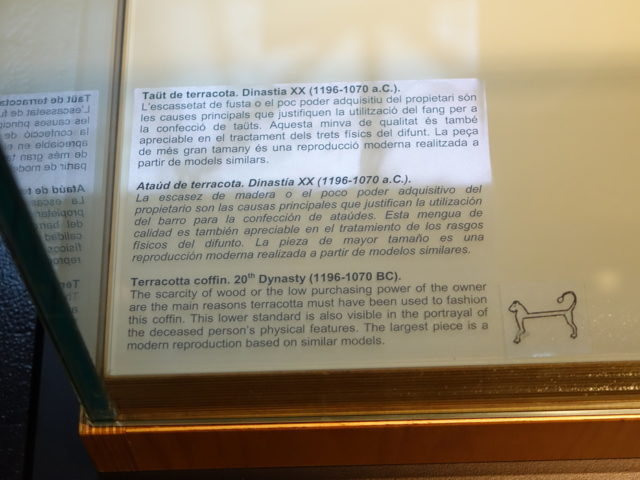 Taüt de terracota. Dinastia XX (1196-1070 a.C.).
L'escassetat de fusta o el poc poder adquisitiu del propietari són
les causes principals que justifiquen la utilització del fang per a
la confecció de taüts. Aquesta minva de qualitat és també
apreciable en el tractament dels trets físics del difunt. La peça
de més gran tamany és una reproducció moderna realitzada a
partir de models similars.
Ataúd de terracota. Dinastía XX (1196-1070 a.C.).
La escasez de madera o el poco poder adquisitivo del
propietario son las causas principales que justifican la utilización
del barro para la confección de ataúdes. Esta mengua de
calidad es también apreciable en el tratamiento de los rasgos
físicos del difunto. La pieza de mayor tamaño es una
reproducción moderna realizada a partir de modelos similares.
Terracotta coffin. 20th Dynasty (1196-1070 BC).
The scarcity of wood or the low purchasing power of the owner
are the main reasons terracotta must have been used to fashion
this coffin. This lower standard is also visible in the portrayal of
the deceased person's physical features. The largest piece is a
modern reproduction based on similar models.